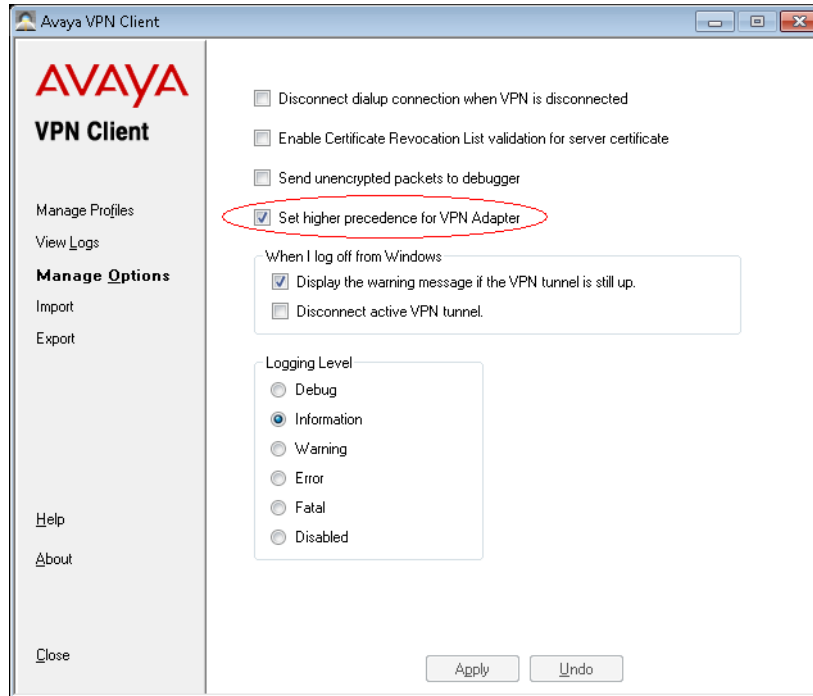 Avaya VPN Client
AVAYA
VPN Client
Manage Profiles
View Logs
Manage Options
Import
Export
Help
About
Close
Disconnect dialup connection when VPN is disconnected
Enable Certificate Revocation List validation for server certificate
Send unencrypted packets to debugger
Set higher precedence for VPN Adapter
When I log off from Windows
Display the warning message if the VPN tunnel is still up.
Disconnect active VPN tunnel.
Logging Level
Debug
Information
Warning
Error
Fatal
Disabled
Apply
Undo